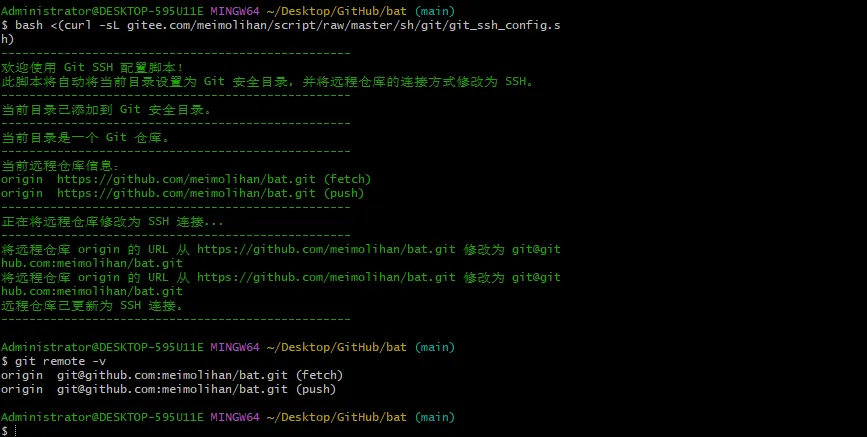 Administrator@DESKTOP-595U11E MINGW64 ~/Desktop/GitHub/bat (main)
$ bash <(curl -sL gitee.com/meimolihan/script/raw/master/sh/git/git_ssh_config.s
h)
--------------------------------------------------
欢迎使用 Git SSH 配置脚本！
此脚本将自动将当前目录设置为 Git 安全目录，并将远程仓库的连接方式修改为 SSH。
--------------------------------------------------
当前目录已添加到 Git 安全目录。
--------------------------------------------------
当前目录是一个 Git 仓库。
--------------------------------------------------
当前远程仓库信息：
origin  https://github.com/meimolihan/bat.git (fetch)
origin  https://github.com/meimolihan/bat.git (push)
--------------------------------------------------
正在将远程仓库修改为 SSH 连接...
--------------------------------------------------
将远程仓库 origin 的 URL 从 https://github.com/meimolihan/bat.git 修改为 git@git
hub.com:meimolihan/bat.git
将远程仓库 origin 的 URL 从 https://github.com/meimolihan/bat.git 修改为 git@git
hub.com:meimolihan/bat.git
远程仓库已更新为 SSH 连接。
--------------------------------------------------
Administrator@DESKTOP-595U11E MINGW64 ~/Desktop/GitHub/bat (main)
$ git remote -v
origin  git@github.com:meimolihan/bat.git (fetch)
origin  git@github.com:meimolihan/bat.git (push)
Administrator@DESKTOP-595U11E MINGW64 ~/Desktop/GitHub/bat (main)
$